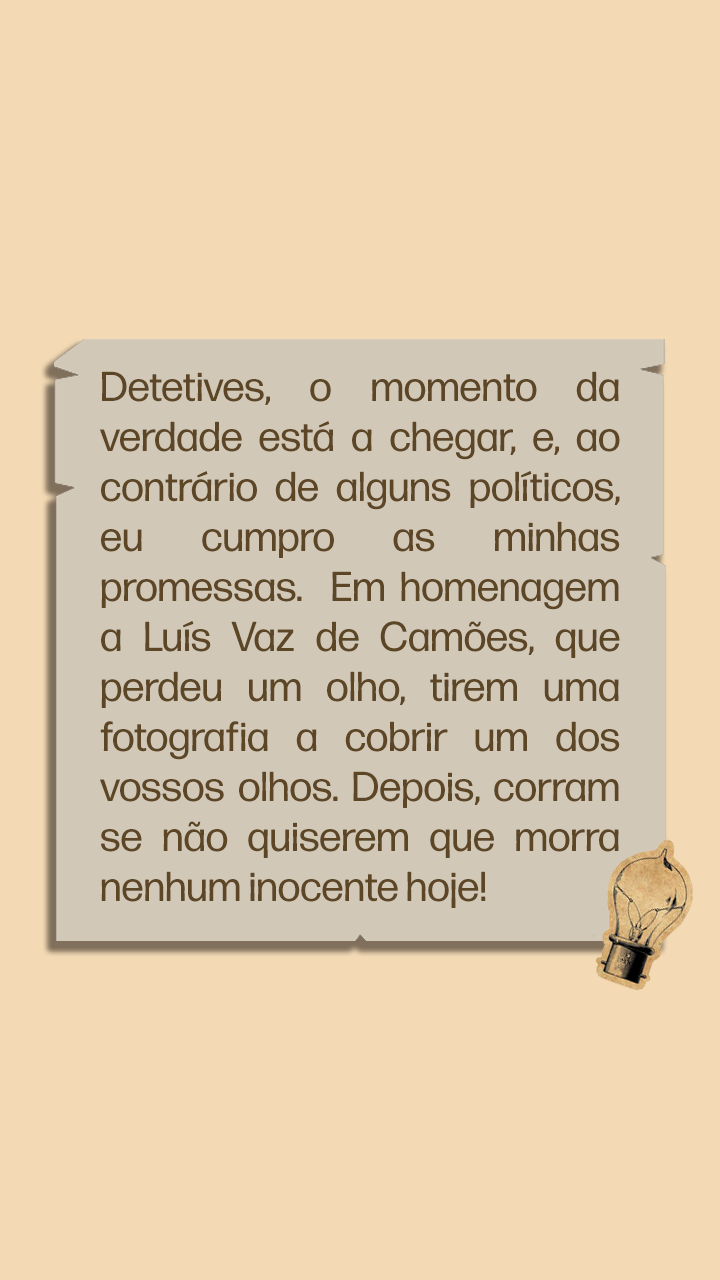 Detetives, o momento da
verdade está a chegar, e, ao
contrário de alguns políticos,
eu cumpro as minhas
promessas. Em homenagem
a Luís Vaz de Camões, que
perdeu um olho, tirem uma
fotografia a cobrir um dos
vossos olhos. Depois, corram
se não quiserem que morra
nenhum inocente hoje!